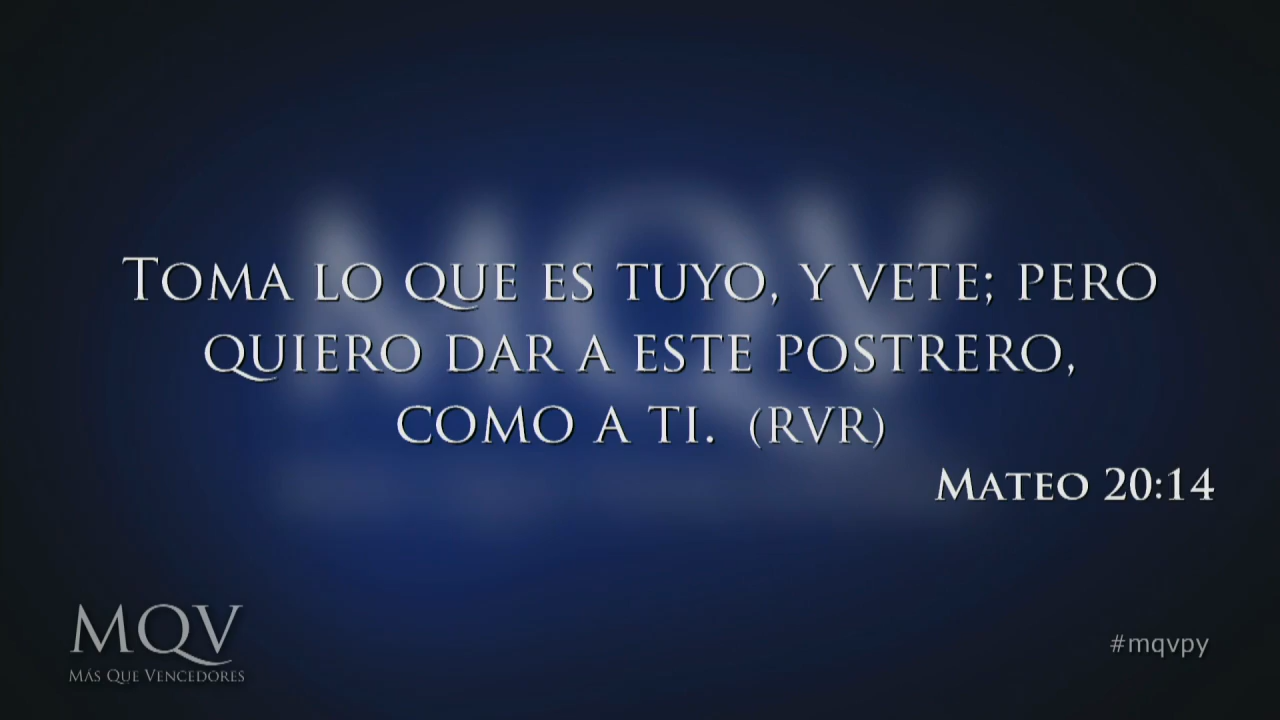 Toma lo que es tuyo, y vete; pero
quiero dar a este postrero,
como a ti. (RVR)
Mateo 20:14
MQV
Más Que Vencedores
#mqvpy